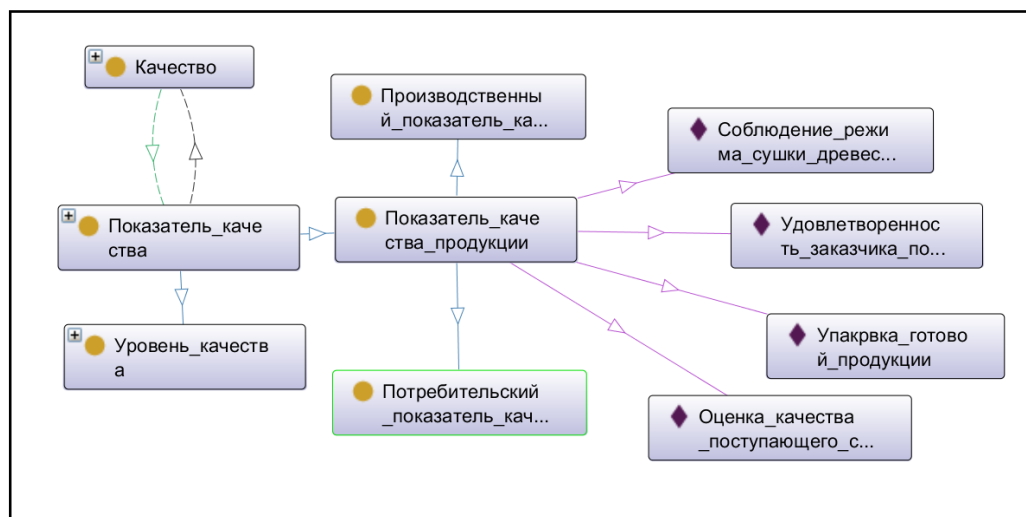 Качество
Производственны
й_показатель_ка...
Соблюдение_режи
ма_сушки_древес...
Показатель_каче
ства
Показатель_каче
ства_продукции
Удовлетвореннос
ть_заказчика_по...
Уровень_качеств
а
Упакрвка_готово
й_продукции
Потребительский
_показатель_кач...
Оценка_качества
_поступающего_с...